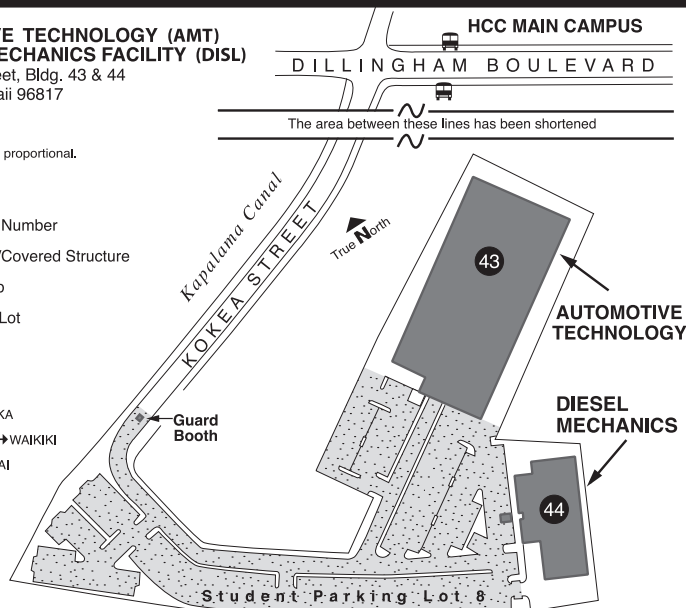 VE TECHNOLOGY (AMT)
ECHANICS FACILITY (DISL)
eet, Bldg. 43 & 44
aii 96817
proportional.
Number
/Covered Structure
p
Lot
KA
→WAIKIKI
AI
HCC MAIN CAMPUS
DILLINGHAM BOULEVARD
The area between these lines has been shortened
Kapalama Canal
KOKEA STREET
True North
43
AUTOMOTIVE
TECHNOLOGY
Guard
Booth
DIESEL
MECHANICS
44
Student Parking Lot 8